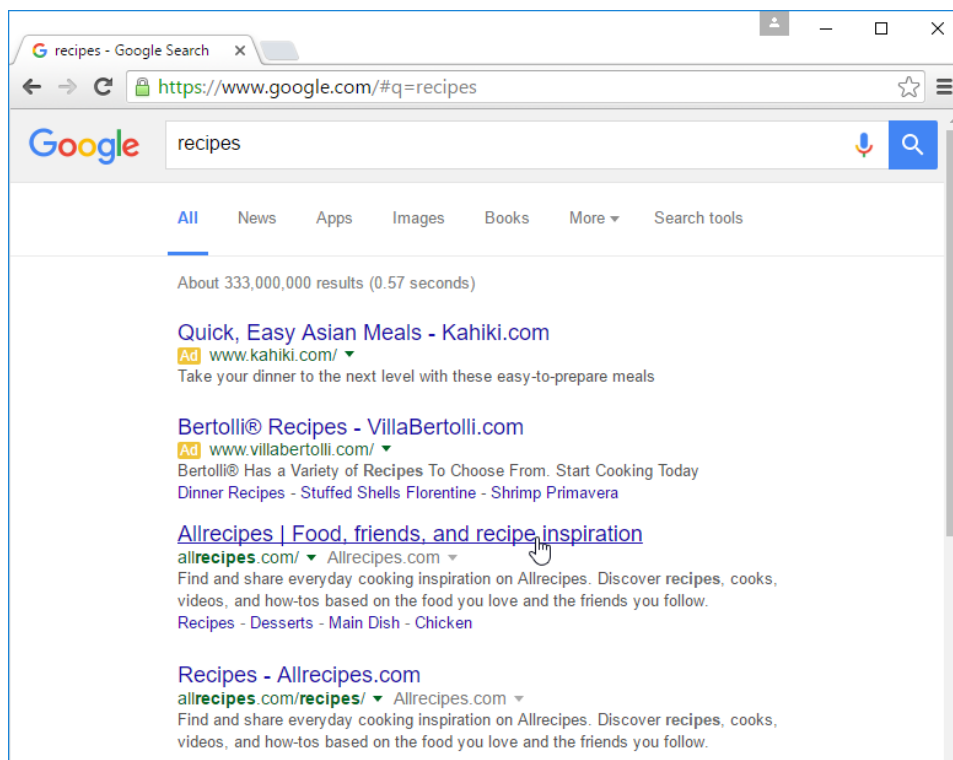 recipes - Google Search
https://www.google.com/#q=recipes
Google
recipes
All News Apps Images Books More Search tools
About 333,000,000 results (0.57 seconds)
Quick, Easy Asian Meals - Kahiki.com
Ad www.kahiki.com/
Take your dinner to the next level with these easy-to-prepare meals
Bertolli® Recipes - VillaBertolli.com
Ad www.villabertolli.com/
Bertolli® Has a Variety of Recipes To Choose From. Start Cooking Today
Dinner Recipes - Stuffed Shells Florentine - Shrimp Primavera
Allrecipes | Food, friends, and recipe inspiration
allrecipes.com/ Allrecipes.com
Find and share everyday cooking inspiration on Allrecipes. Discover recipes, cooks,
videos, and how-tos based on the food you love and the friends you follow.
Recipes - Desserts - Main Dish - Chicken
Recipes - Allrecipes.com
allrecipes.com/recipes/ Allrecipes.com
Find and share everyday cooking inspiration on Allrecipes. Discover recipes, cooks,
videos, and how-tos based on the food you love and the friends you follow.